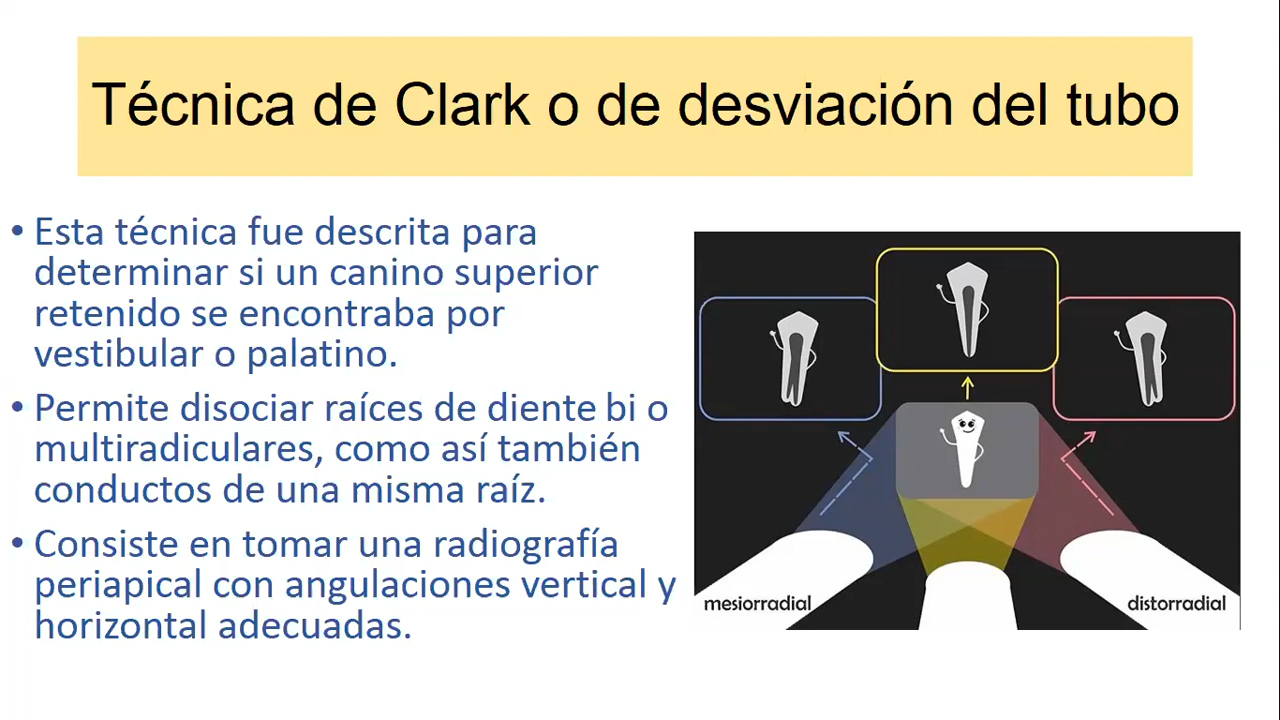 Técnica de Clark o de desviación del tubo
• Esta técnica fue descrita para
determinar si un canino superior
retenido se encontraba por
vestibular o palatino.
• Permite disociar raíces de diente bi o
multiradiculares, como así también
conductos de una misma raíz.
• Consiste en tomar una radiografía
periapical con angulaciones vertical y
horizontal adecuadas.
mesiorradial
distorradial